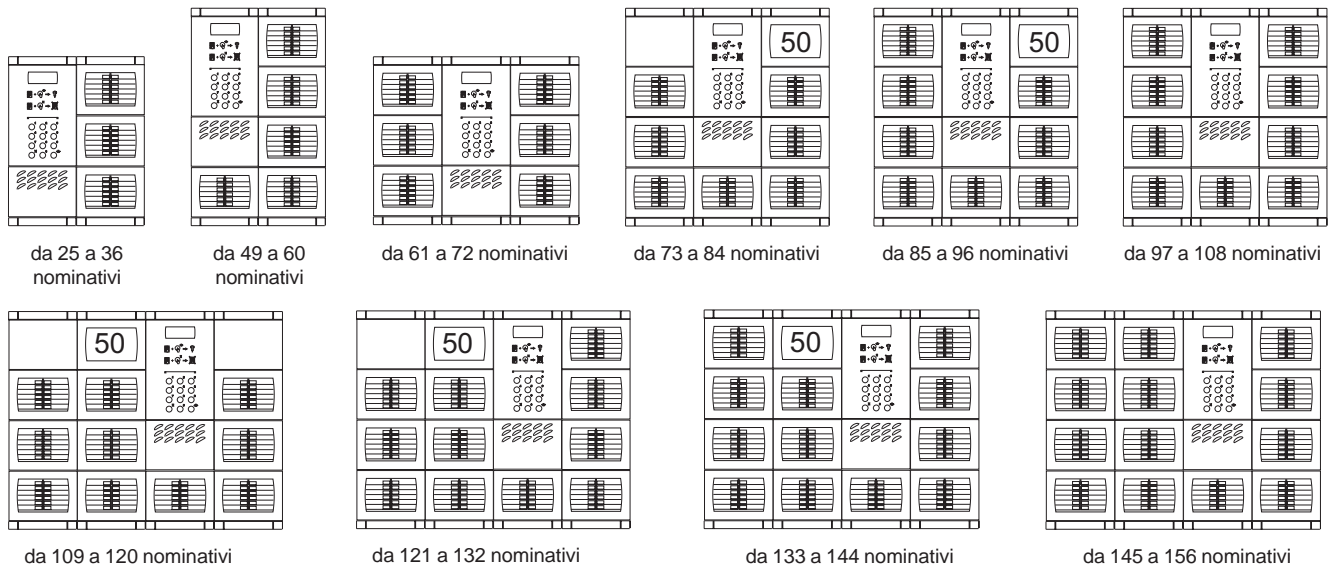 50
50
da 25 a 36
nominativi
da 49 a 60
nominativi
da 61 a 72 nominativi
da 73 a 84 nominativi
da 85 a 96 nominativi
da 97 a 108 nominativi
50
50
50
da 109 a 120 nominativi
da 121 a 132 nominativi
da 133 a 144 nominativi
da 145 a 156 nominativi